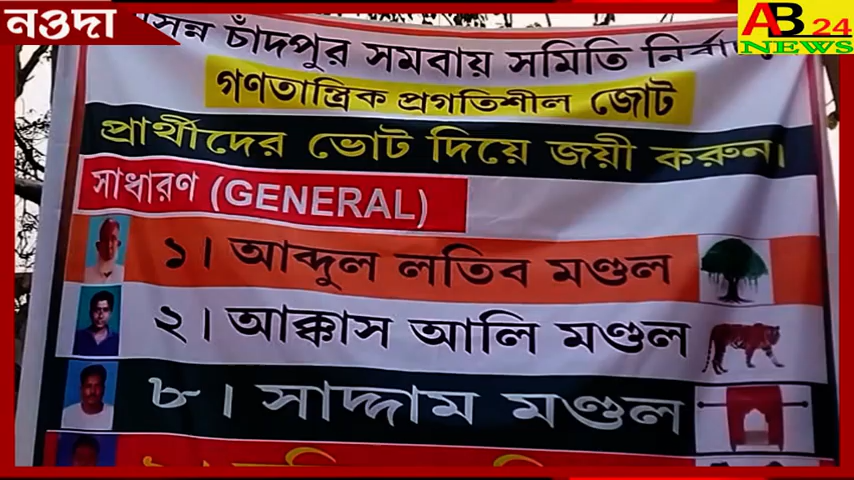 নওদা
AB 24
NEWS
চাঁদপুর সমবায় সমিতি
গণতান্ত্রিক প্রগতিশীল জোট
প্রার্থীদের ভোট দিয়ে জয়ী করুন।
সাধারণ (GENERAL)
১। আব্দুল লতিব মণ্ডল
২। আক্কাস আলি মণ্ডল
৮। সাদ্দাম মণ্ডল